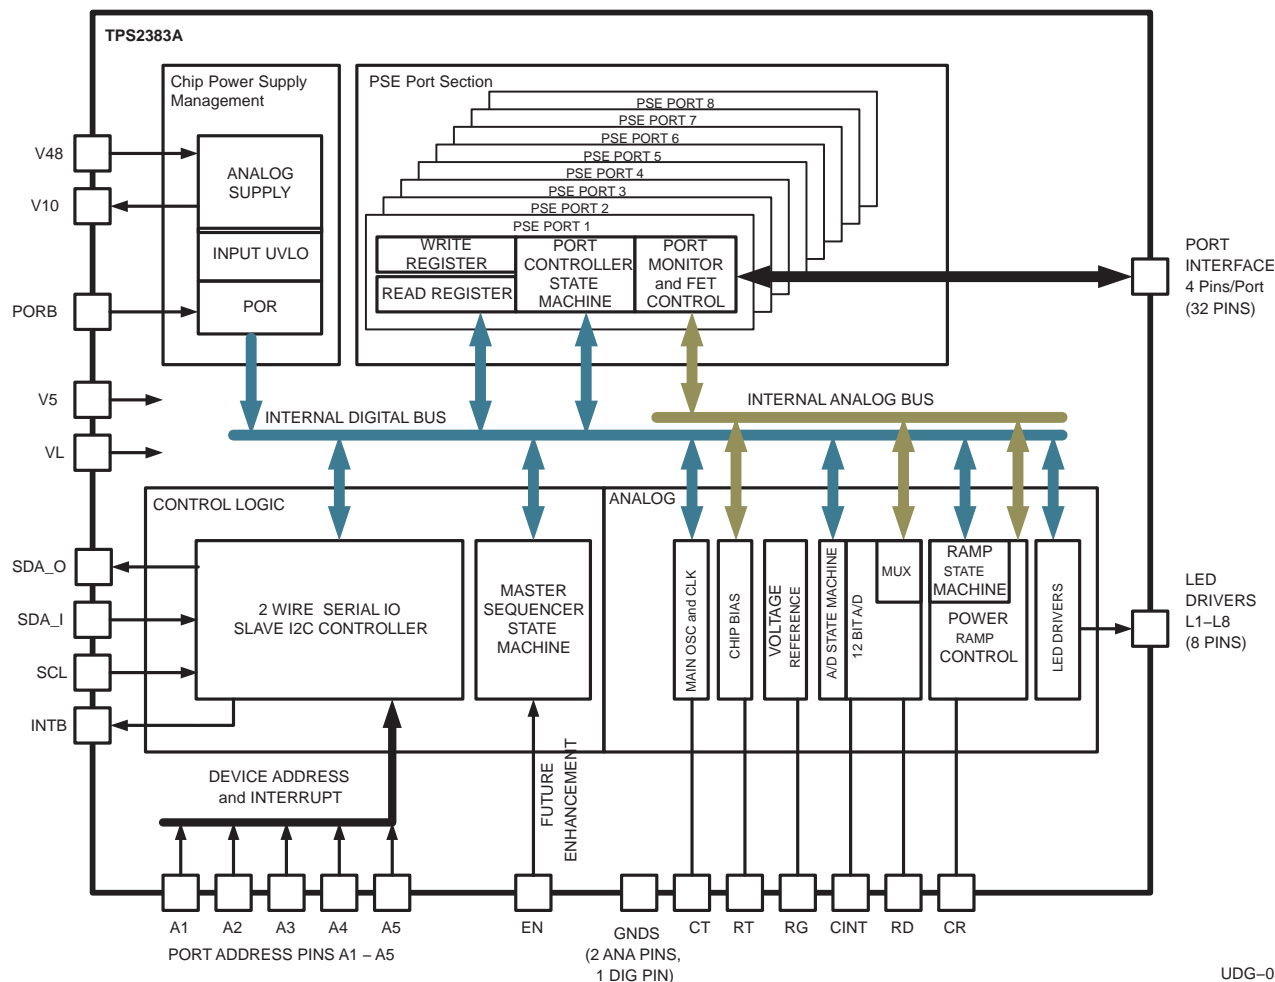 TPS2383A
Chip Power Supply
Management
PSE Port Section
PSE PORT 8
PSE PORT 7
PSE PORT 6
PSE PORT 5
PSE PORT 4
PSE PORT 3
PSE PORT 2
PSE PORT 1
V48
V10
ANALOG
SUPPLY
INPUT UVLO
POR
PORB
WRITE
REGISTER
READ REGISTER
PORT
CONTROLLER
STATE
MACHINE
PORT
MONITOR
and FET
CONTROL
PORT
INTERFACE
4 Pins/Port
(32 PINS)
V5
VL
INTERNAL DIGITAL BUS
INTERNAL ANALOG BUS
CONTROL LOGIC
ANALOG
SDA_O
SDA_I
SCL
INTB
2 WIRE SERIAL IO
SLAVE I2C CONTROLLER
MASTER
SEQUENCER
STATE
MACHINE
MAIN OSC and CLK
CHIP BIAS
VOLTAGE
REFERENCE
A/D STATE MACHINE
12 BIT A/D
MUX
RAMP
STATE
MACHINE
POWER
RAMP
CONTROL
LED DRIVERS
LED
DRIVERS
L1–L8
(8 PINS)
DEVICE ADDRESS
and INTERRUPT
FUTURE
ENHANCEMENT
A1
A2
A3
A4
A5
EN
GNDS
(2 ANA PINS,
1 DIG PIN)
CT
RT
RG
CINT
RD
CR
PORT ADDRESS PINS A1 – A5
UDG–0